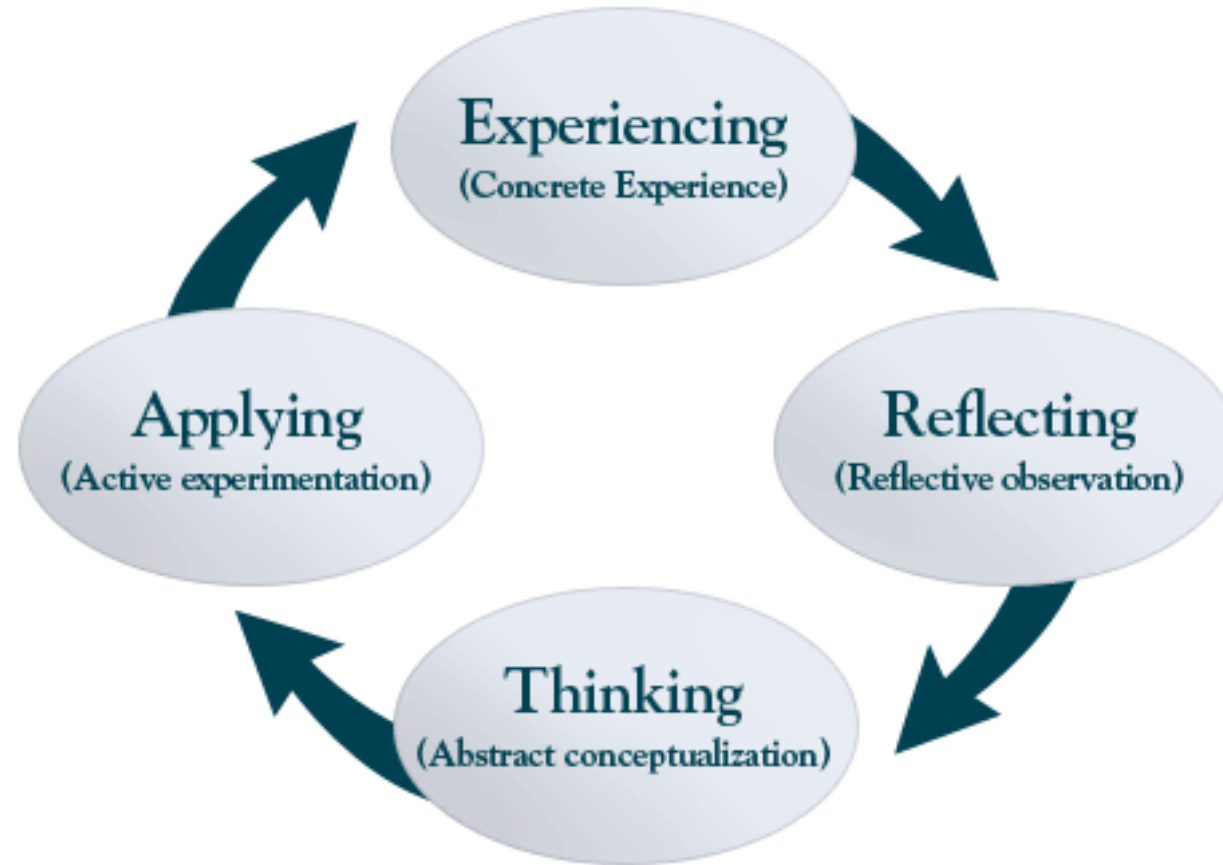 Experiencing
(Concrete Experience)
Reflecting
(Reflective observation)
Thinking
(Abstract conceptualization)
Applying
(Active experimentation)